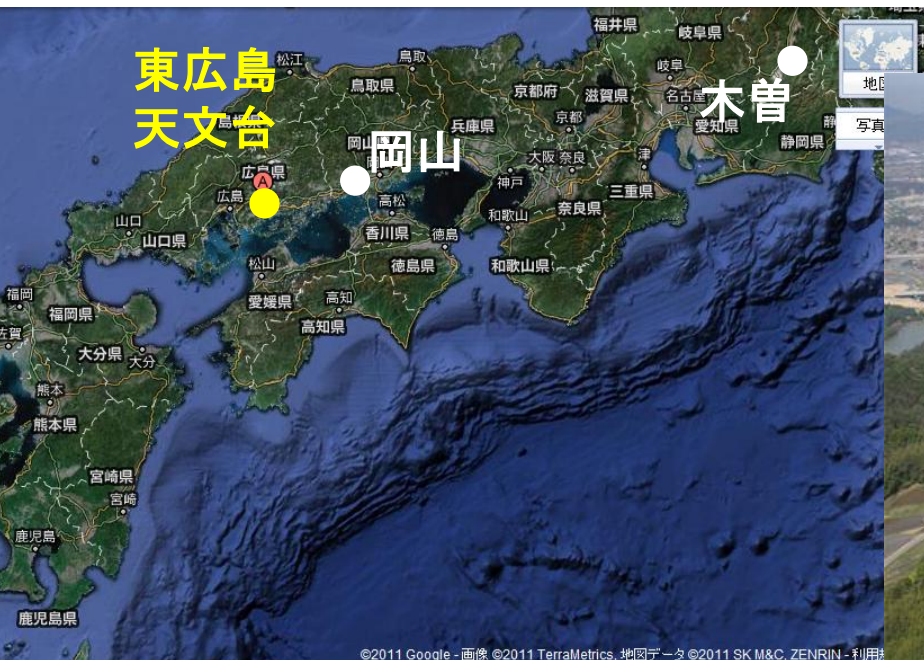 東広島
天文台
岡山
木曽
福井県
岐阜県
松江
鳥取
岐阜
地図
鳥取県
京都府
滋賀県
名古屋
島根県
兵庫県
京都
愛知県
写真
静岡県
広島県
大阪
奈良
津
神戸
三重県
広島
高松
和歌山
奈良県
山口
山口県
香川県
徳島
松山
徳島県
和歌山県
福岡
愛媛県
高知
福岡県
高知県
佐賀
大分県
大分
熊本
熊本県
宮崎県
宮崎
鹿児島
鹿児島県
A
©2011 Google - 画像 ©2011 TerraMetrics, 地図データ ©2011 SK M&C, ZENRIN - 利用